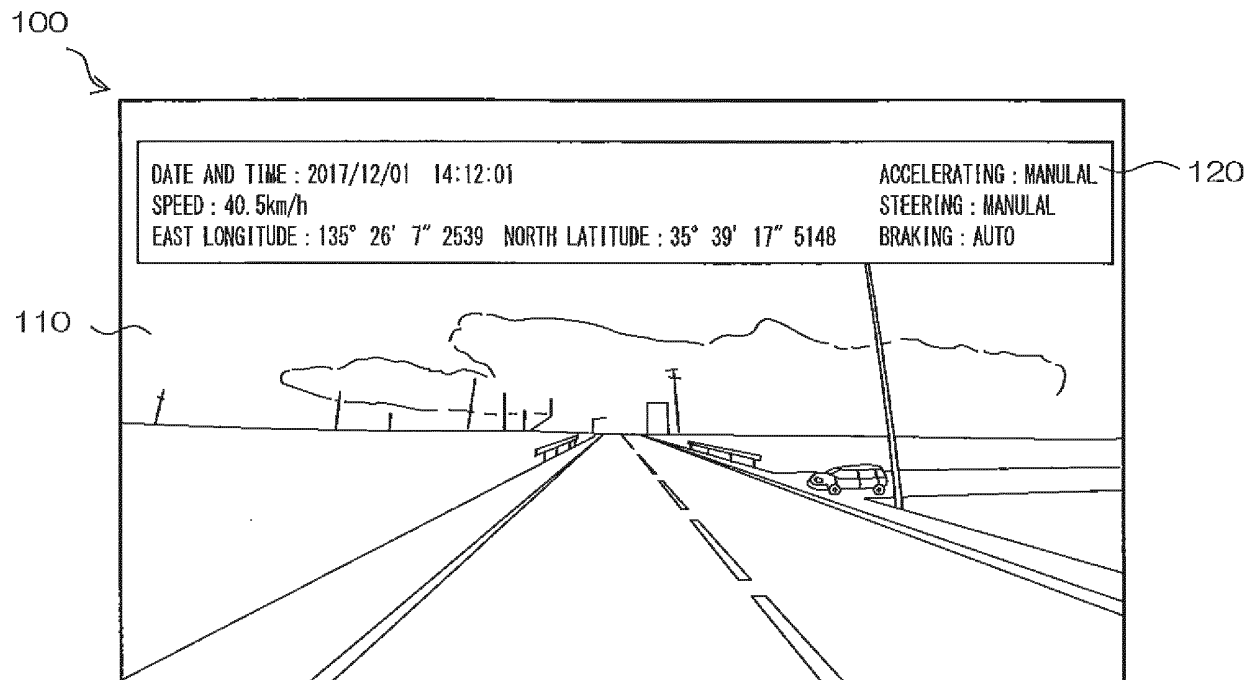 100
DATE AND TIME : 2017/12/01 14:12:01 ACCELERATING : MANULAL 120
SPEED : 40.5km/h STEERING : MANULAL
EAST LONGITUDE : 135° 26' 7" 2539 NORTH LATITUDE : 35° 39' 17" 5148 BRAKING : AUTO
110